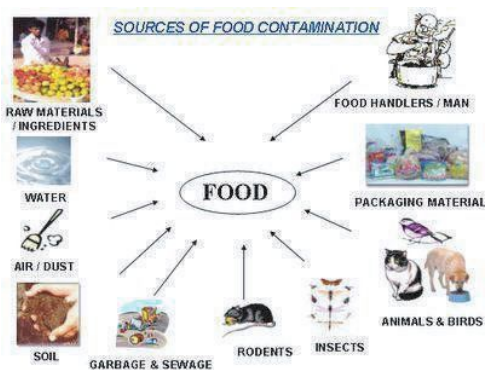 SOURCES OF FOOD CONTAMINATION
RAW MATERIALS
/ INGREDIENTS
FOOD HANDLERS / MAN
WATER
FOOD
PACKAGING MATERIAL
AIR / DUST
ANIMALS & BIRDS
SOIL
GARBAGE & SEWAGE
RODENTS
INSECTS